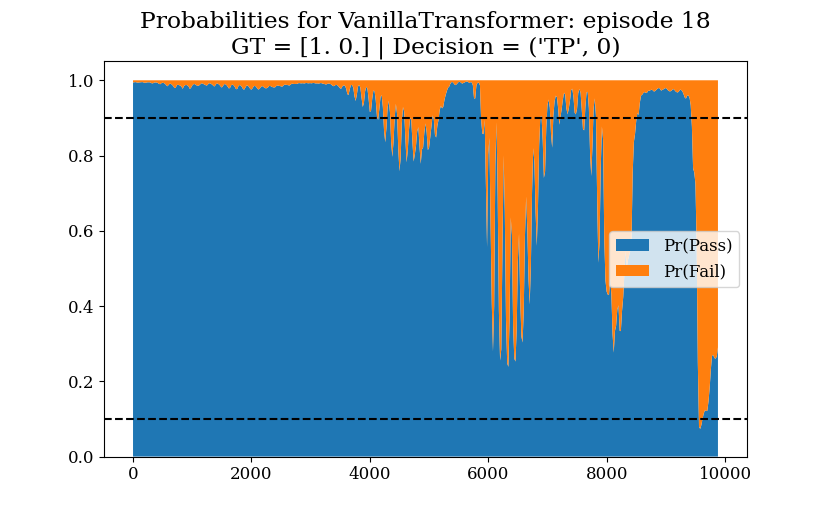 Probabilities for VanillaTransformer: episode 18
GT = [1. 0.] | Decision = ('TP', 0)
1.0
0.8
0.6
0.4
0.2
0.0
Pr(Pass)
Pr(Fail)
0 2000 4000 6000 8000 10000